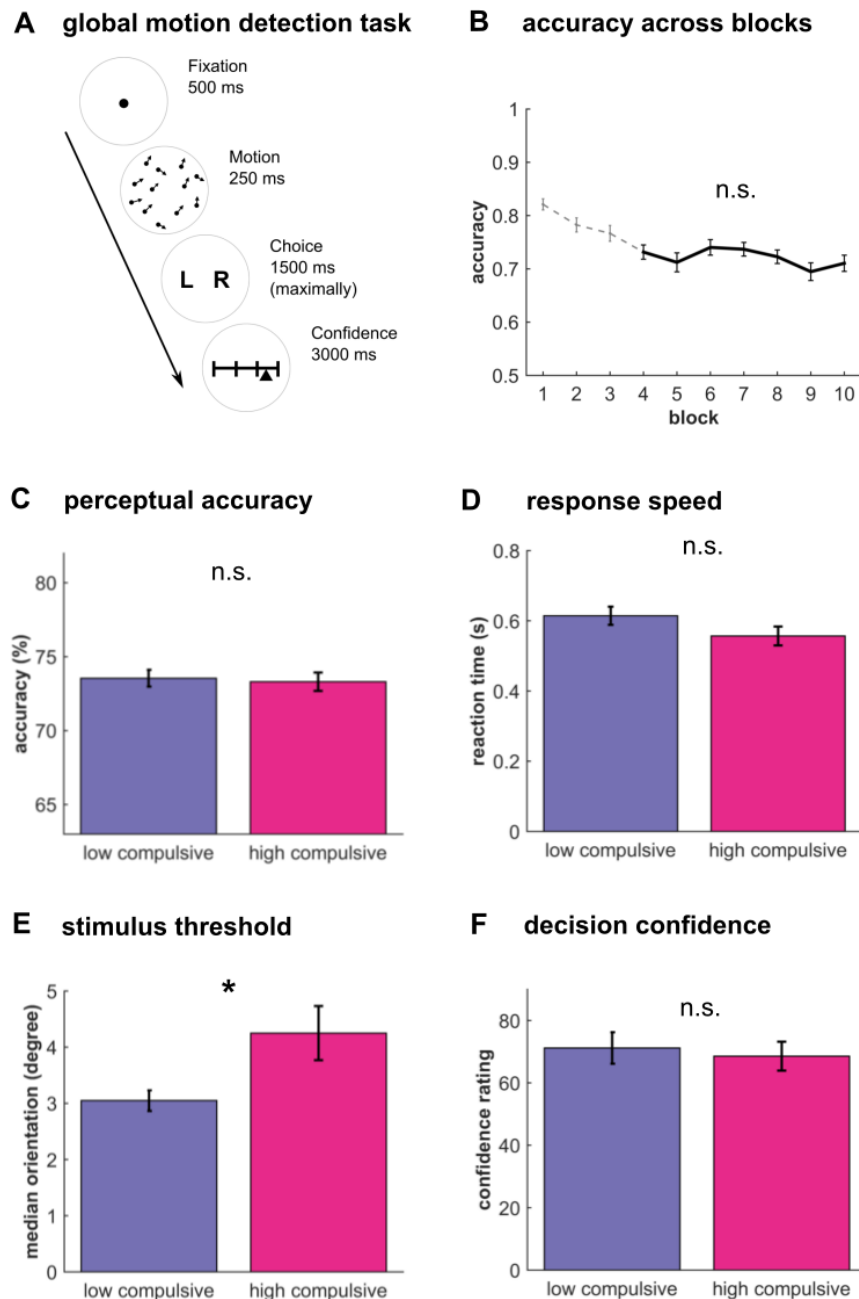 A global motion detection task
Fixation
500 ms
Motion
250 ms
L R
Choice
1500 ms
(maximally)
Confidence
3000 ms
B accuracy across blocks
n.s.
accuracy
1
0.9
0.8
0.7
0.6
0.5
1 2 3 4 5 6 7 8 9 10
block
C perceptual accuracy
n.s.
accuracy (%)
80
75
70
65
low compulsive high compulsive
D response speed
n.s.
reaction time (s)
0.8
0.6
0.4
0.2
0
low compulsive high compulsive
E stimulus threshold
*
median orientation (degree)
5
4
3
2
1
0
low compulsive high compulsive
F decision confidence
n.s.
confidence rating
80
60
40
20
0
low compulsive high compulsive